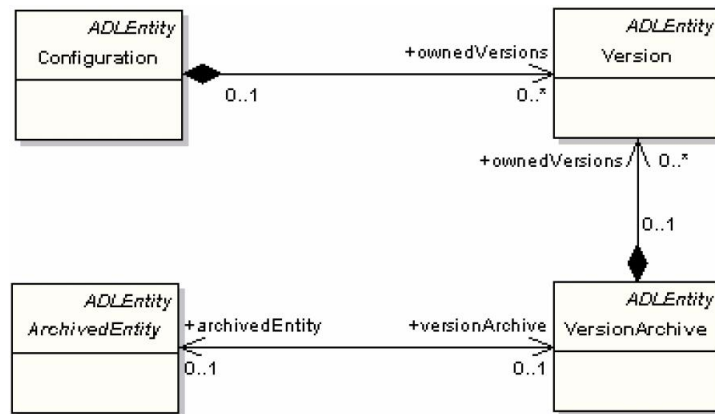 ADLEntity
Configuration
+ownedVersions
0..1
0..*
ADLEntity
Version
+ownedVersions
0..*
0..1
ADLEntity
ArchivedEntity
+archivedEntity
+versionArchive
0..1
0..1
ADLEntity
VersionArchive